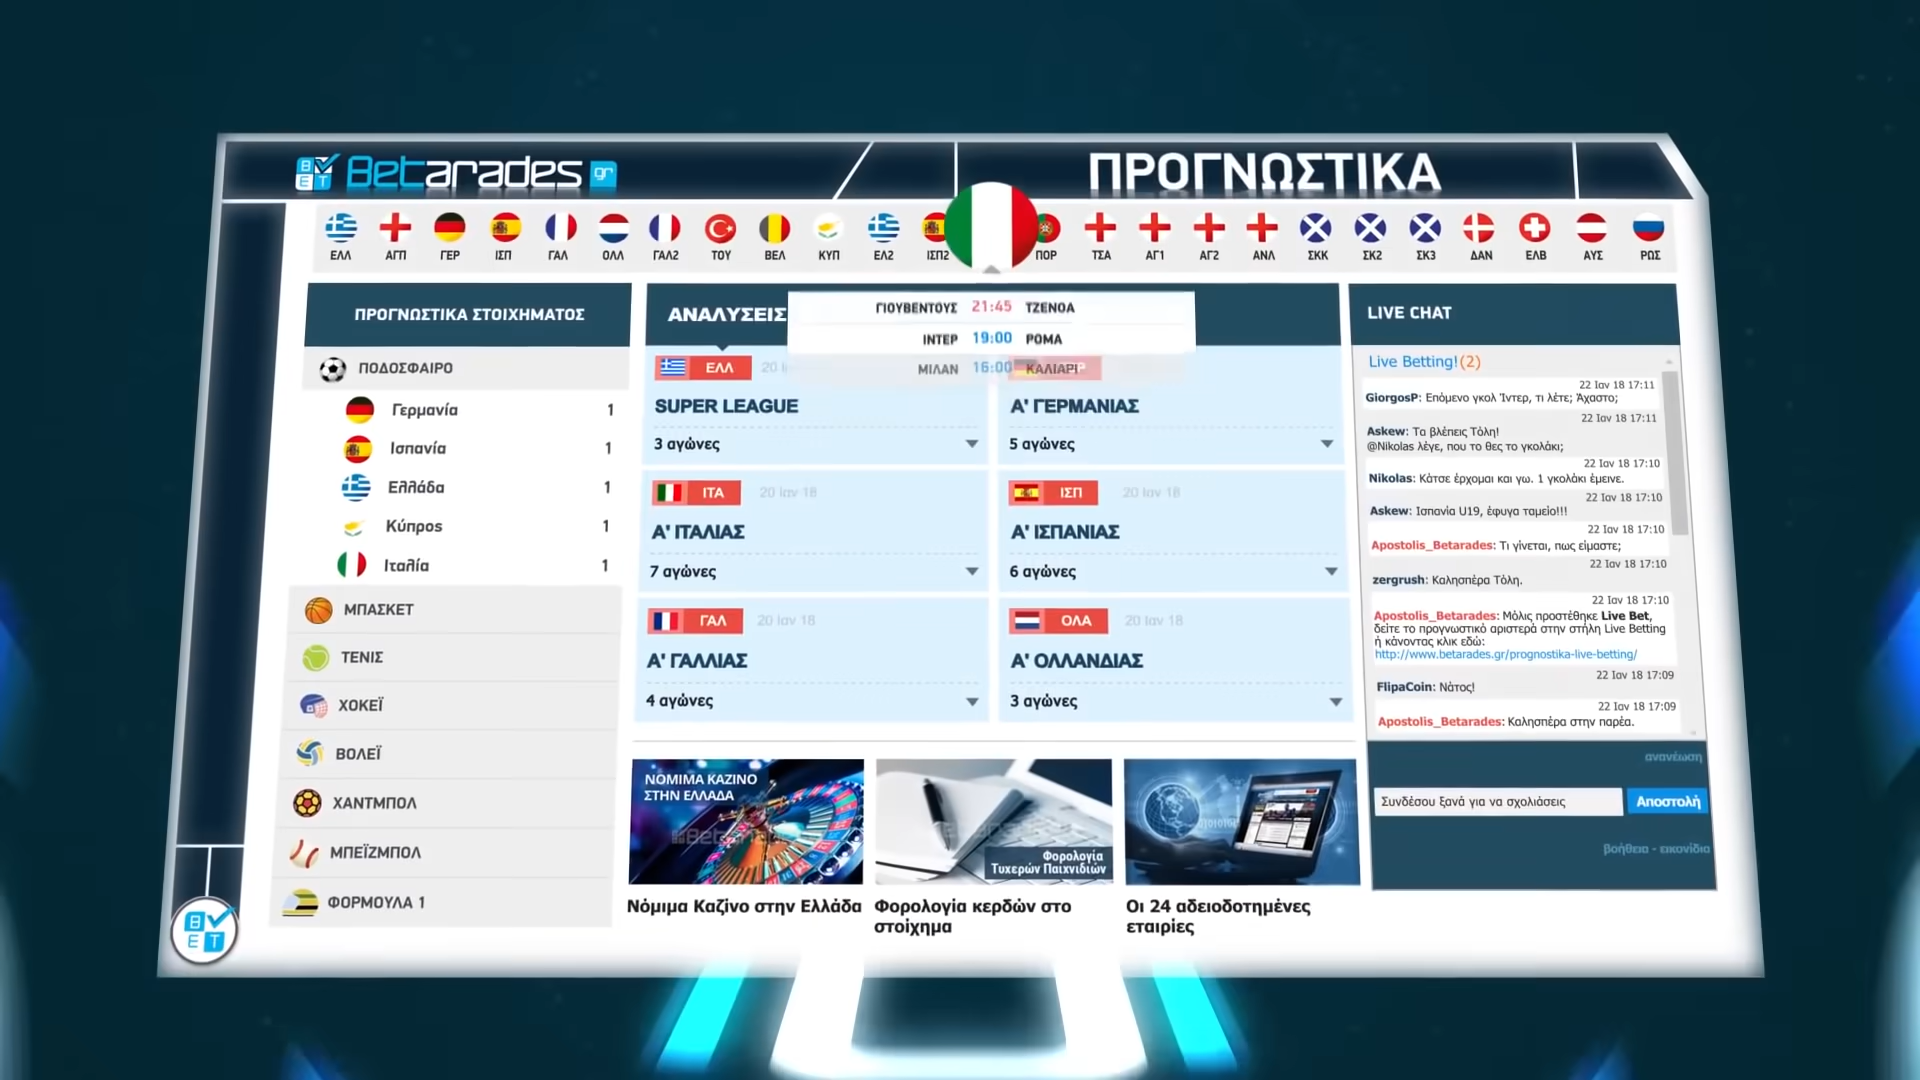 BET Betarades gr
ΠΡΟΓΝΩΣΤΙΚΑ
ΕΛΛ ΑΓΠ ΓΕΡ ΙΣΠ ΓΑΛ ΟΛΛ ΓΑΛ2 ΤΟΥ ΒΕΛ ΚΥΠ ΕΛ2 ΙΣΠ2 ΠΟΡ ΤΣΑ ΑΓ1 ΑΓ2 ΑΝΛ ΣΚΚ ΣΚ2 ΣΚ3 ΔΑΝ ΕΛΒ ΑΥΣ ΡΩΣ
ΠΡΟΓΝΩΣΤΙΚΑ ΣΤΟΙΧΗΜΑΤΟΣ
ΠΟΔΟΣΦΑΙΡΟ
Γερμανία 1
Ισπανία 1
Ελλάδα 1
Κύπρος 1
Ιταλία 1
ΜΠΑΣΚΕΤ
ΤΕΝΙΣ
ΧΟΚΕΪ
ΒΟΛΕΪ
ΧΑΝΤΜΠΟΛ
ΜΠΕΪΖΜΠΟΛ
ΦΟΡΜΟΥΛΑ 1
BET
ΑΝΑΛΥΣΕΙΣ
ΓΙΟΥΒΕΝΤΟΥΣ 21:45 ΤΖΕΝΟΑ
ΙΝΤΕΡ 19:00 ΡΟΜΑ
ΜΙΛΑΝ 16:00 ΚΑΛΙΑΡΙ
ΕΛΛ 20
SUPER LEAGUE
3 αγώνες
Α' ΓΕΡΜΑΝΙΑΣ
5 αγώνες
ΙΤΑ 20 Ιαν 18
Α' ΙΤΑΛΙΑΣ
7 αγώνες
ΙΣΠ 20 Ιαν 18
Α' ΙΣΠΑΝΙΑΣ
6 αγώνες
ΓΑΛ 20 Ιαν 18
Α' ΓΑΛΛΙΑΣ
4 αγώνες
ΟΛΑ 20 Ιαν 18
Α' ΟΛΛΑΝΔΙΑΣ
3 αγώνες
ΝΟΜΙΜΑ ΚΑΖΙΝΟ
ΣΤΗΝ ΕΛΛΑΔΑ
Νόμιμα Καζίνο στην Ελλάδα
Φορολογία
Τυχερών Παιχνιδιών
Φορολογία κερδών στο
στοίχημα
Οι 24 αδειοδοτημένες
εταιρίες
LIVE CHAT
Live Betting!(2)
22 Ιαν 18 17:11
GiorgosP: Επόμενο γκολ Ίντερ, τι λέτε; Άχαστο;
22 Ιαν 18 17:11
Askew: Τα βλέπεις Τόλη!
@Nikolas λέγε, που το θες το γκολάκι;
22 Ιαν 18 17:10
Nikolas: Κάτσε έρχομαι και γω. 1 γκολάκι έμεινε.
22 Ιαν 18 17:10
Askew: Ισπανία U19, έφυγα ταμείο!!!
22 Ιαν 18 17:10
Apostolis_Betarades: Τι γίνεται, πως είμαστε;
22 Ιαν 18 17:10
zergrush: Καλησπέρα Τόλη.
22 Ιαν 18 17:10
Apostolis_Betarades: Μόλις προστέθηκε Live Bet,
δείτε το προγνωστικό αριστερά στην στήλη Live Betting
ή κάνοντας κλικ εδώ:
http://www.betarades.gr/prognostika-live-betting/
22 Ιαν 18 17:09
FlipaCoin: Νάτος!
22 Ιαν 18 17:09
Apostolis_Betarades: Καλησπέρα στην παρέα.
ανανέωση
Συνδέσου ξανά για να σχολιάσεις
Αποστολή
βοήθεια - εικονίδια